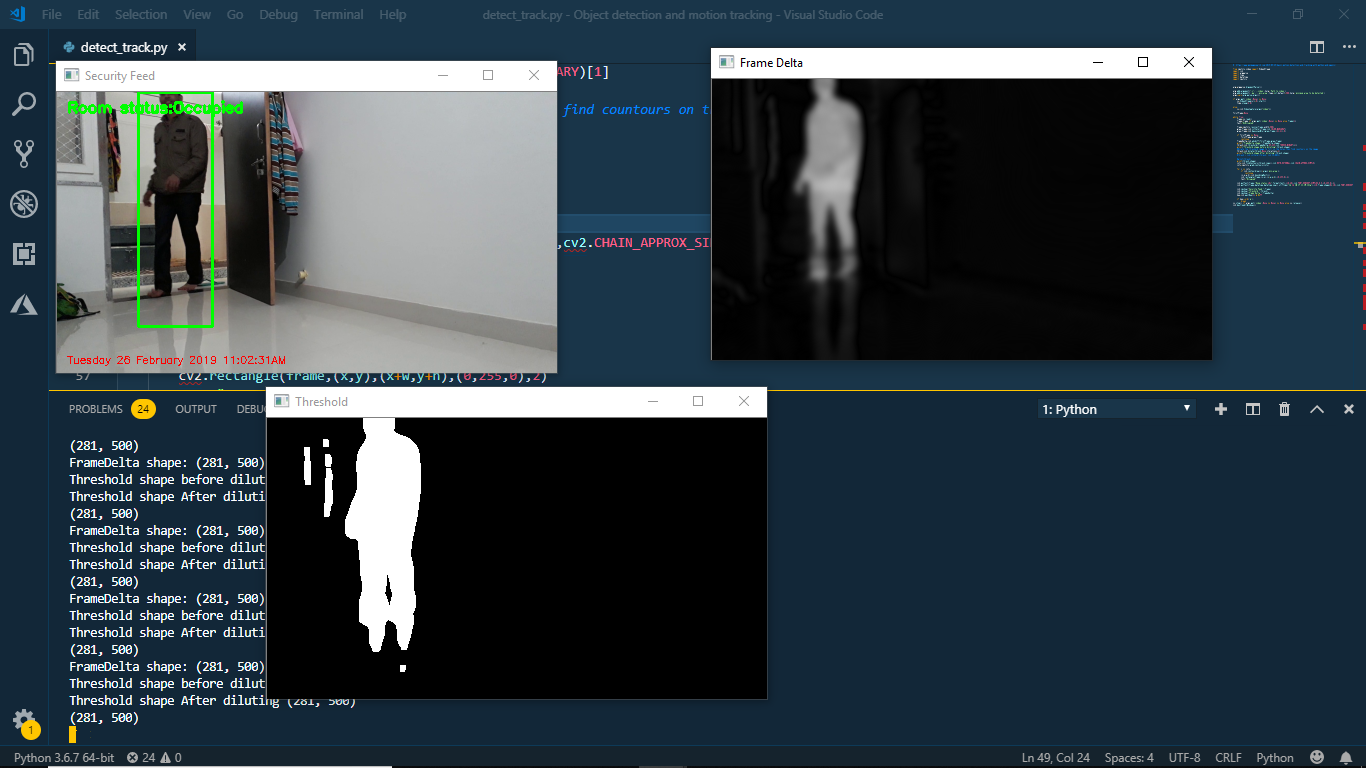 File Edit Selection View Go Debug Terminal Help
detect_track.py - Object detection and motion tracking - Visual Studio Code
detect_track.py
Security Feed
Room status:Occupied
Tuesday 26 February 2019 11:02:31AM
Frame Delta
ARY)[1]
find countours on t
,cv2.CHAIN_APPROX_SI
57 cv2.rectangle(frame,(x,y),(x+w,y+h),(0,255,0),2)
PROBLEMS 24 OUTPUT DEBU
1: Python
Threshold
(281, 500)
FrameDelta shape: (281, 500)
Threshold shape before dilut
Threshold shape After diluti
(281, 500)
FrameDelta shape: (281, 500)
Threshold shape before dilut
Threshold shape After diluti
(281, 500)
FrameDelta shape: (281, 500)
Threshold shape before dilut
Threshold shape After diluti
(281, 500)
FrameDelta shape: (281, 500)
Threshold shape before dilut
Threshold shape After diluting (281, 500)
(281, 500)
1
Python 3.6.7 64-bit 24 0
Ln 49, Col 24 Spaces: 4 UTF-8 CRLF Python